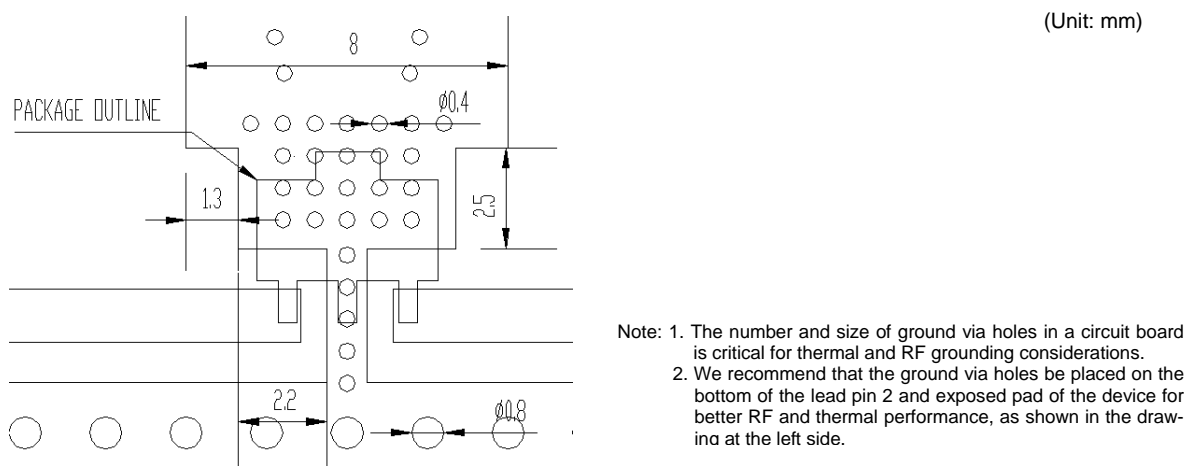 (Unit: mm)
8
PACKAGE OUTLINE
ø0.4
1.3
2.5
Note: 1. The number and size of ground via holes in a circuit board
is critical for thermal and RF grounding considerations.
2. We recommend that the ground via holes be placed on the
bottom of the lead pin 2 and exposed pad of the device for
better RF and thermal performance, as shown in the draw-
ing at the left side.
2.2
ø0.8